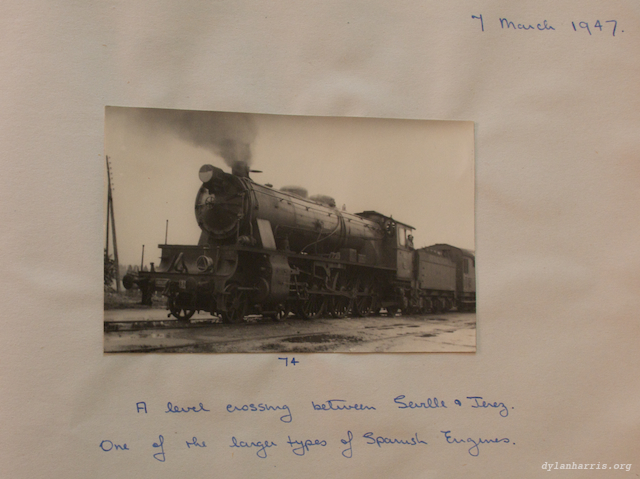 7 March 1947.
74
A level crossing between Seville & Jerez.
One of the larger types of Spanish Engines.
dylanharris.org